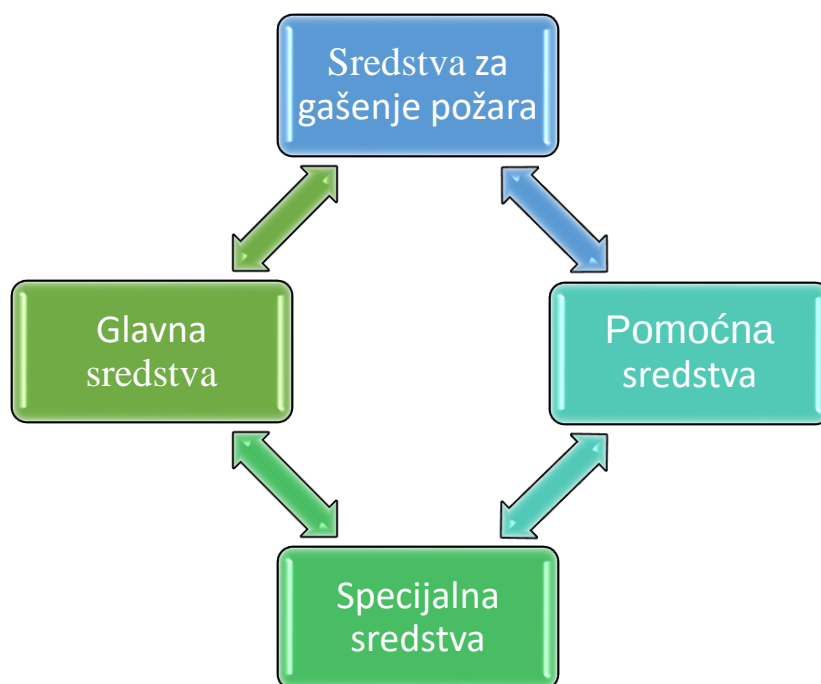 Sredstva za
gašenje požara
Glavna
sredstva
Pomoćna
sredstva
Specijalna
sredstva